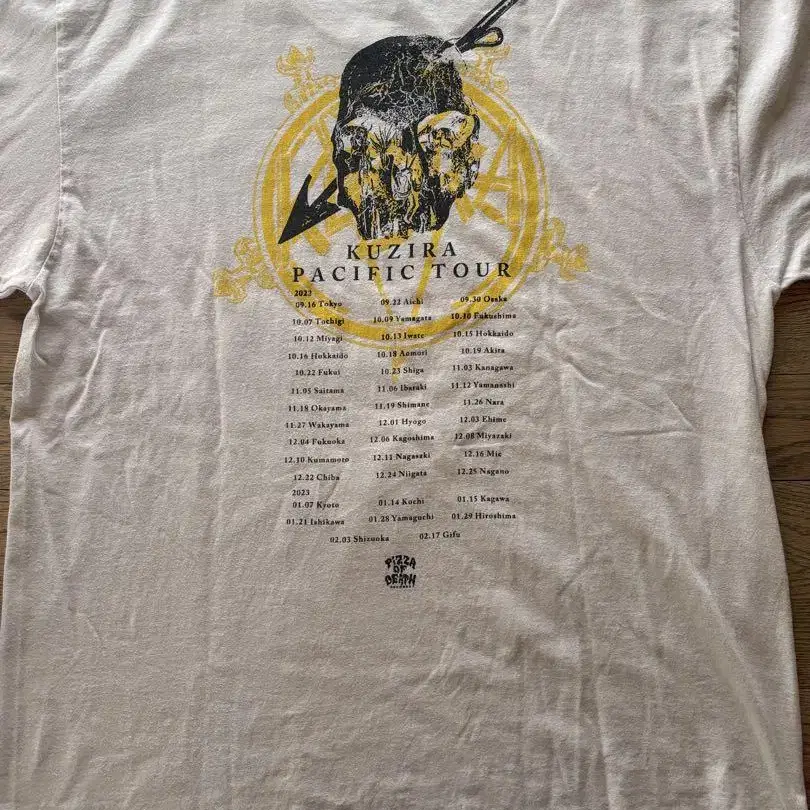 KUZIRA
PACIFIC TOUR
2022
09.16 Tokyo 09.22 Aichi 09.30 Osaka
10.07 Tochigi 10.09 Yamagata 10.10 Fukushima
10.12 Miyagi 10.13 Iwate 10.15 Hokkaido
10.16 Hokkaido 10.18 Aomori 10.19 Akita
10.22 Fukui 10.23 Shiga 11.03 Kanagawa
11.05 Saitama 11.06 Ibaraki 11.12 Yamanashi
11.18 Okayama 11.19 Shimane 11.26 Nara
11.27 Wakayama 12.01 Hyogo 12.03 Ehime
12.04 Fukuoka 12.06 Kagoshima 12.08 Miyazaki
12.10 Kumamoto 12.11 Nagasaki 12.16 Mie
12.22 Chiba 12.24 Niigata 12.25 Nagano
2023
01.07 Kyoto 01.14 Kochi 01.15 Kagawa
01.21 Ishikawa 01.28 Yamaguchi 01.29 Hiroshima
02.03 Shizuoka 02.17 Gifu
PIZZA
OF
DEATH